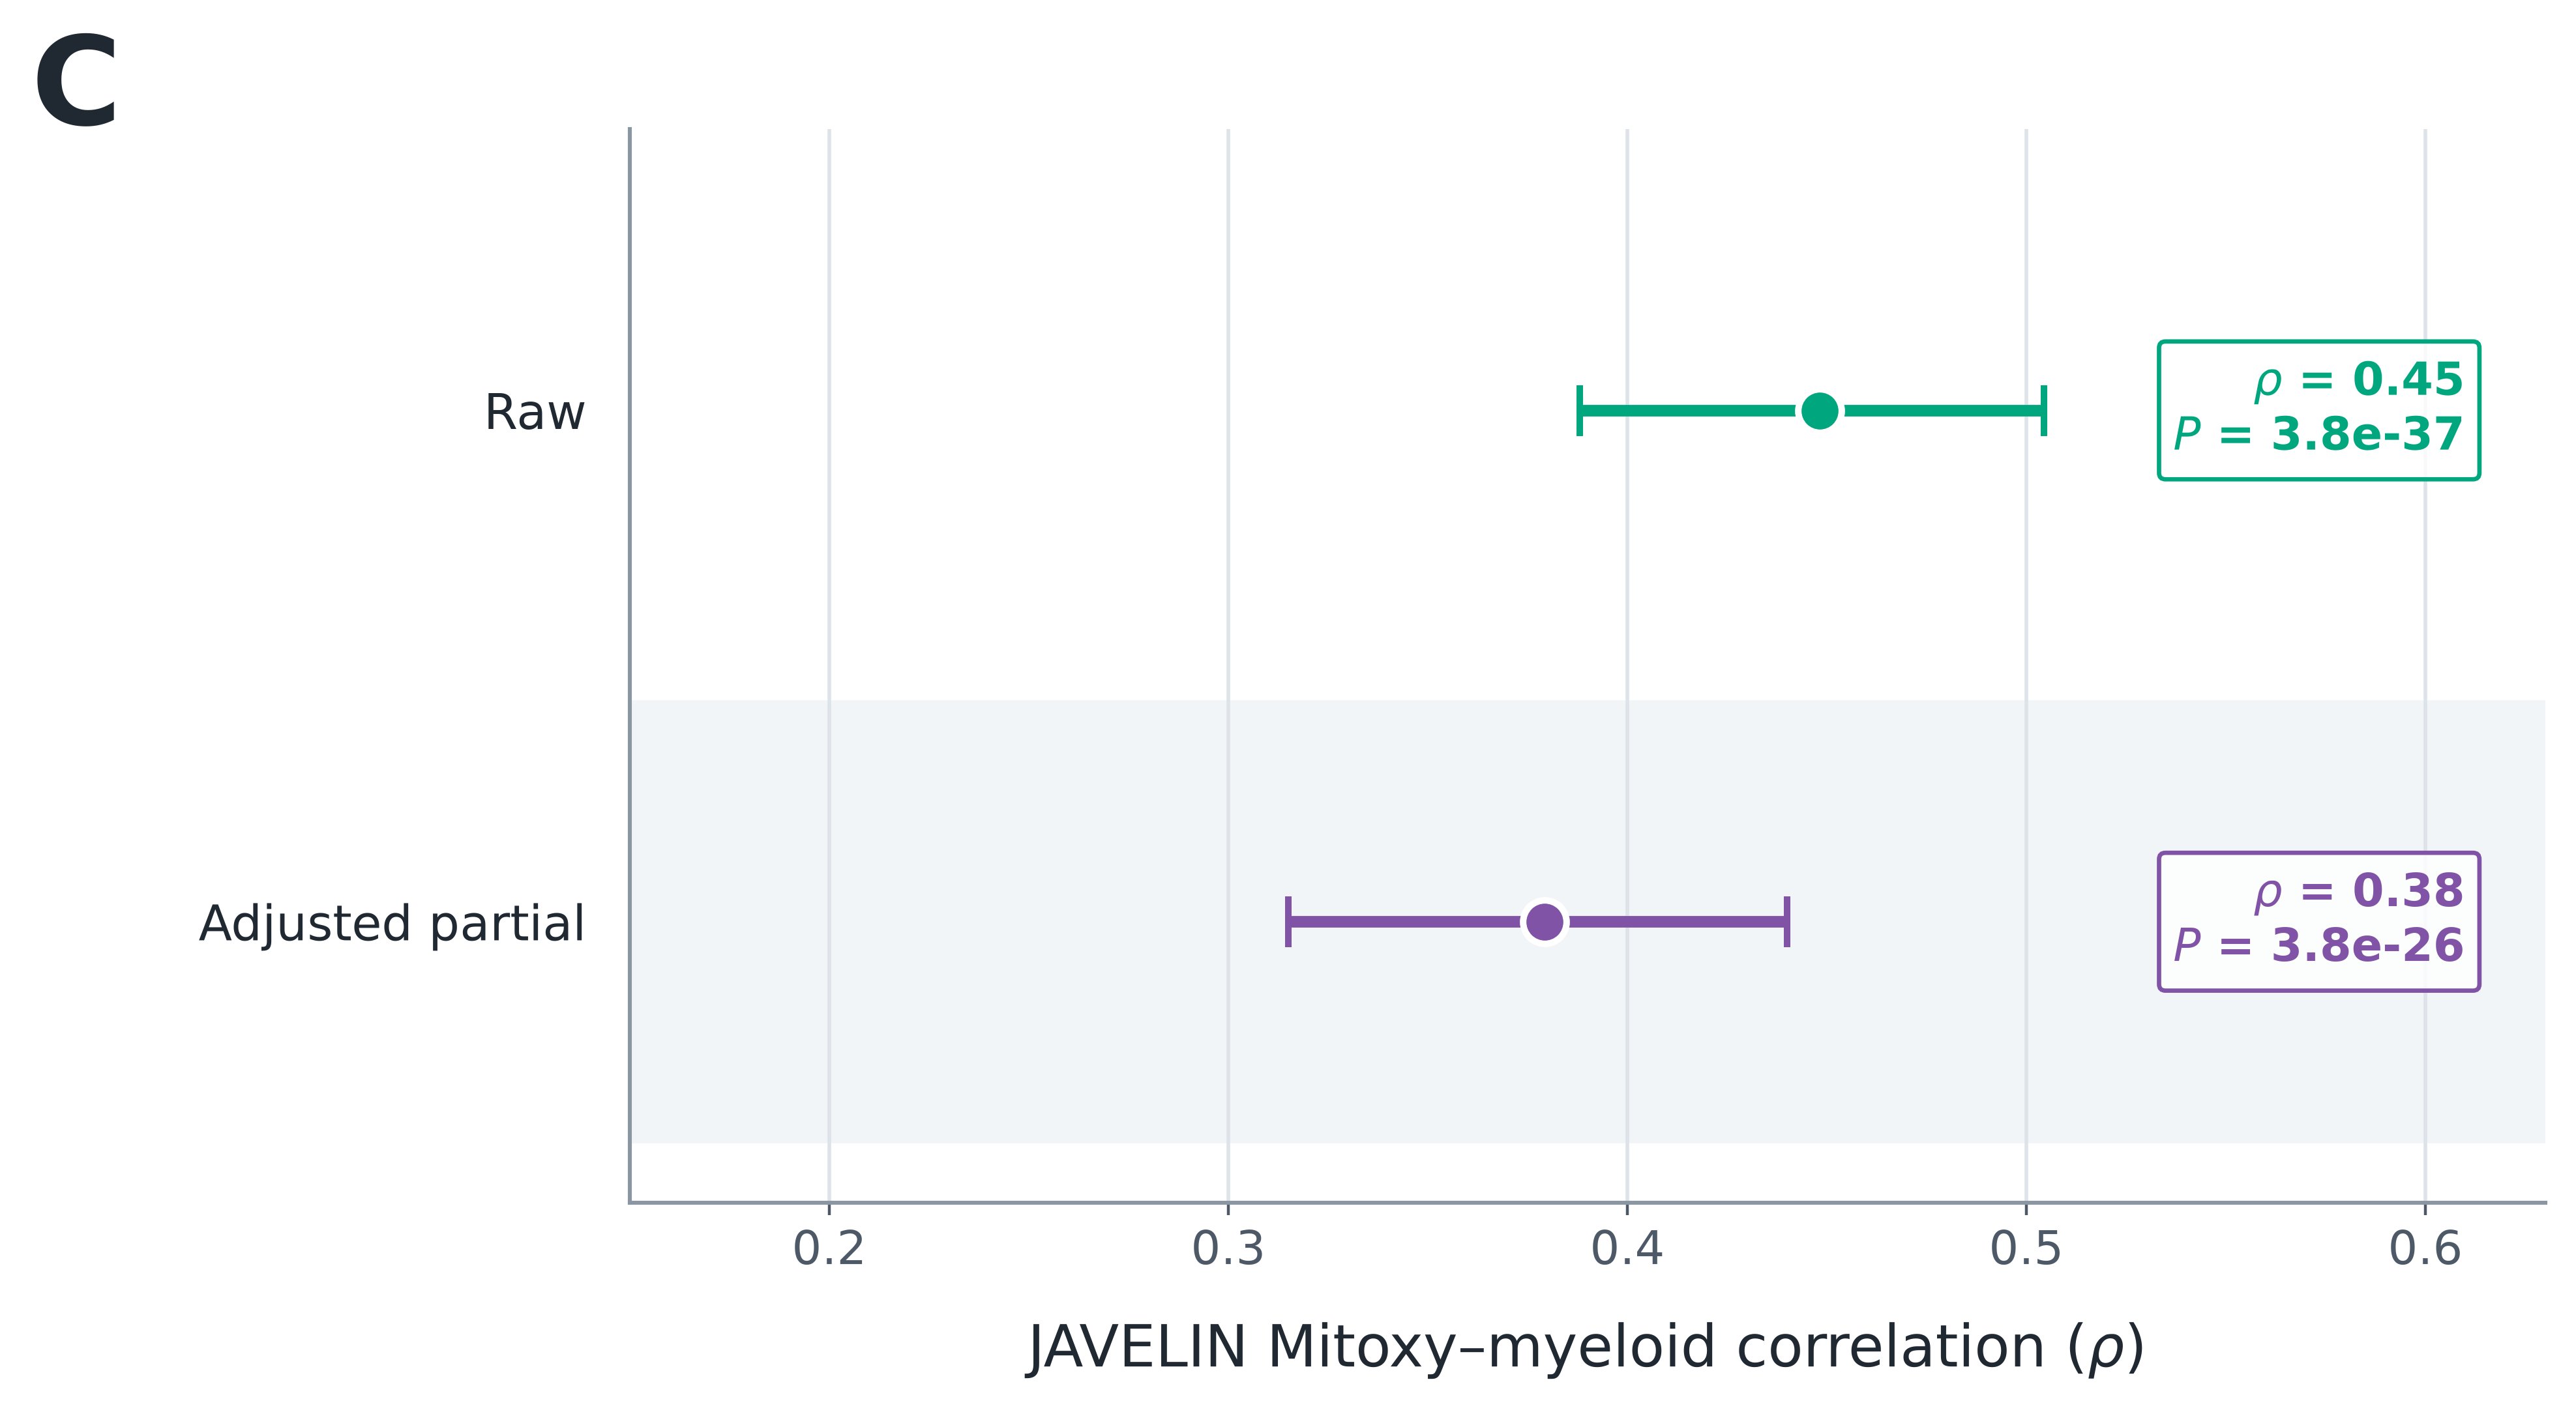 C
Raw
ρ = 0.45
P = 3.8e-37
Adjusted partial
ρ = 0.38
P = 3.8e-26
0.2 0.3 0.4 0.5 0.6
JAVELIN Mitoxy–myeloid correlation (ρ)